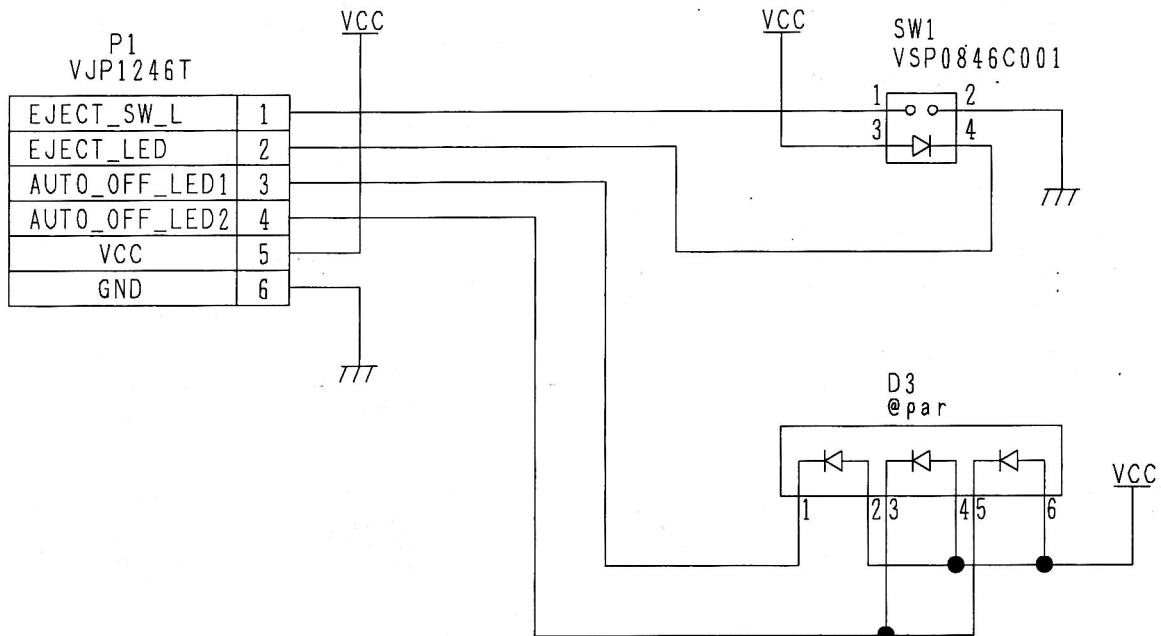 P1
VJP1246T
EJECT_SW_L 1
EJECT_LED 2
AUTO_OFF_LED1 3
AUTO_OFF_LED2 4
VCC 5
GND 6
VCC
VCC
SW1
VSP0846C001
1 2
3 4
D3
@par
1 2 3 4 5 6
VCC